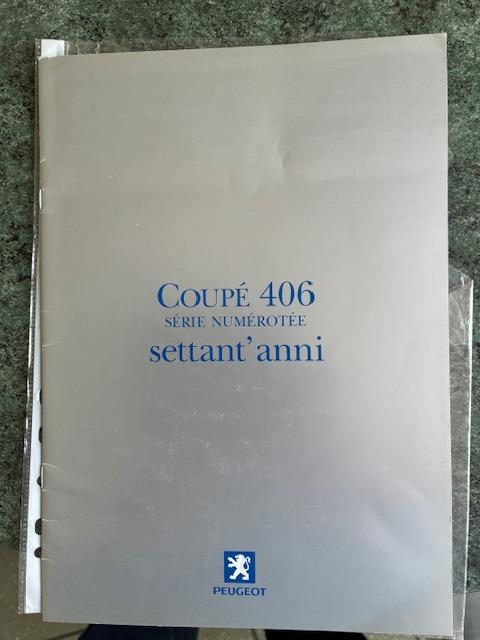 COUPÉ 406
SÉRIE NUMÉROTÉE
settant'anni
PEUGEOT